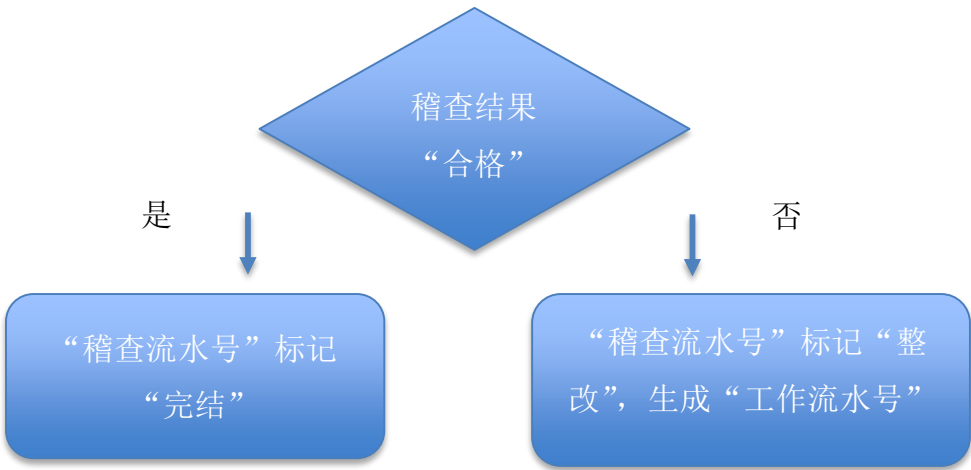 稽查结果
“合格”
是
否
“稽查流水号”标记
“完结”
“稽查流水号”标记“整
改”，生成“工作流水号”